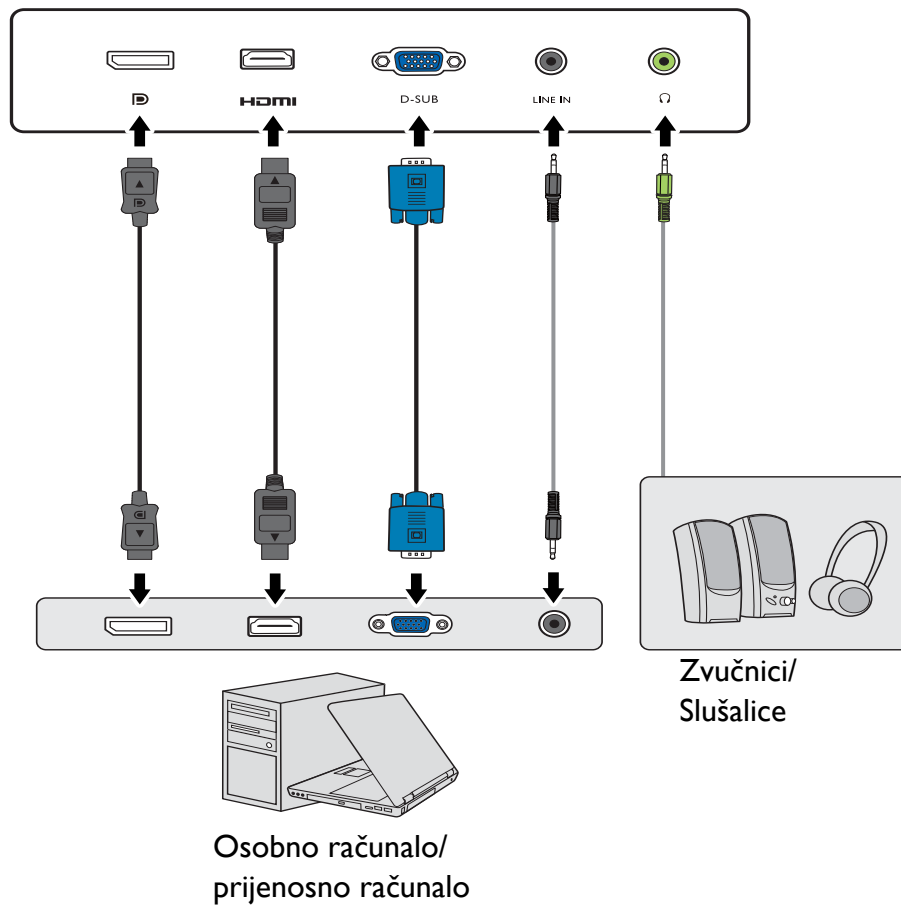 HDMI
D-SUB
LINE IN
Zvučnici/
Slušalice
Osobno računalo/
prijenosno računalo